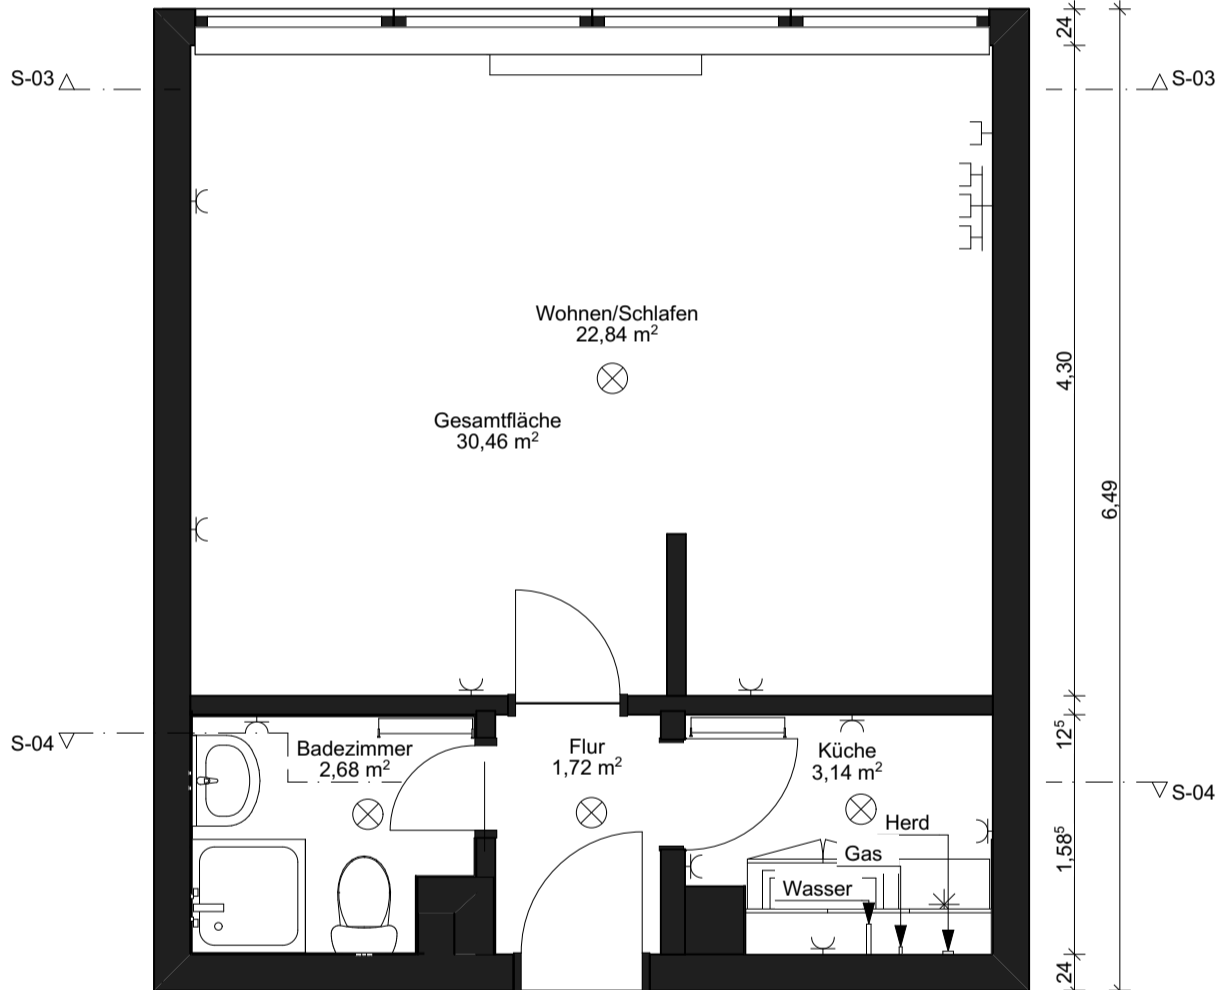 24
S-03
S-03
Wohnen/Schlafen
22,84 m²
4,30
Gesamtfläche
30,46 m²
6,49
S-04
Badezimmer
2,68 m²
Flur
1,72 m²
Küche
3,14 m²
12⁵
S-04
Herd
Gas
Wasser
1,58⁵
24